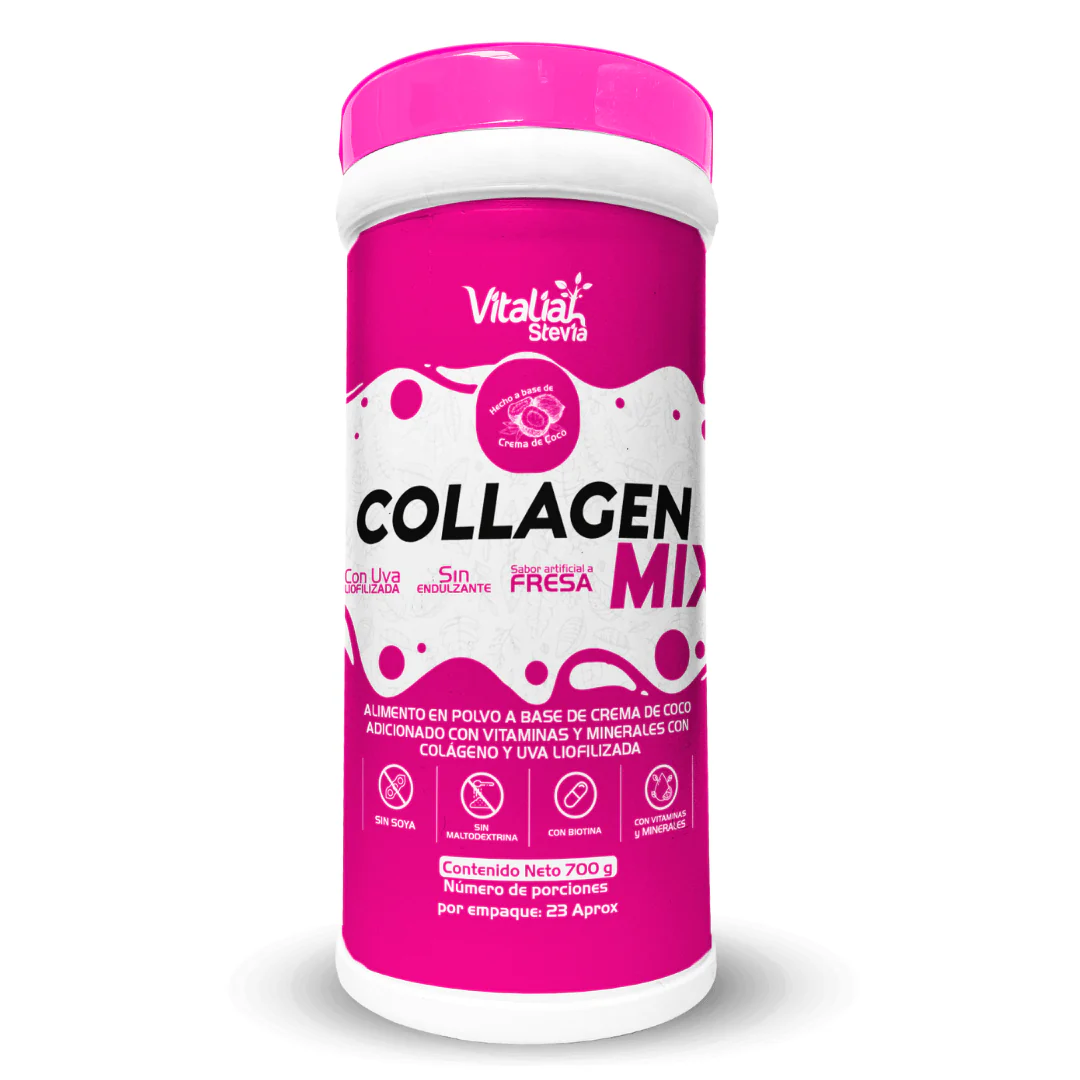 Vitaliah
Stevia
Hecho a base de
Crema de Coco
COLLAGEN
MIX
Con Uva
LIOFILIZADA
Sin
ENDULZANTE
Sabor artificial a
FRESA
ALIMENTO EN POLVO A BASE DE CREMA DE COCO
ADICIONADO CON VITAMINAS Y MINERALES CON
COLÁGENO Y UVA LIOFILIZADA
SIN SOYA
SIN
MALTODEXTRINA
CON BIOTINA
CON VITAMINAS
y MINERALES
Contenido Neto 700 g
Número de porciones
por empaque: 23 Aprox